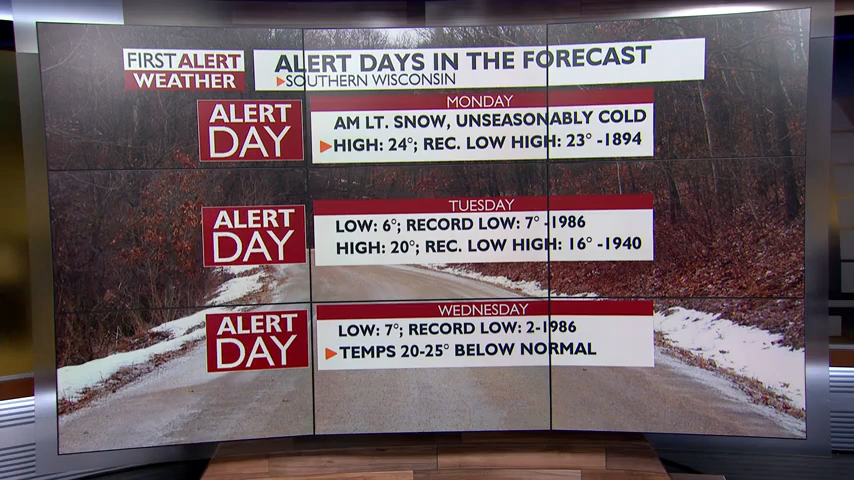 FIRST ALERT
WEATHER
ALERT DAYS IN THE FORECAST
SOUTHERN WISCONSIN
ALERT
DAY
MONDAY
AM LT. SNOW, UNSEASONABLY COLD
HIGH: 24°; REC. LOW HIGH: 23° -1894
ALERT
DAY
TUESDAY
LOW: 6°; RECORD LOW: 7° -1986
HIGH: 20°; REC. LOW HIGH: 16° -1940
ALERT
DAY
WEDNESDAY
LOW: 7°; RECORD LOW: 2-1986
TEMPS 20-25° BELOW NORMAL